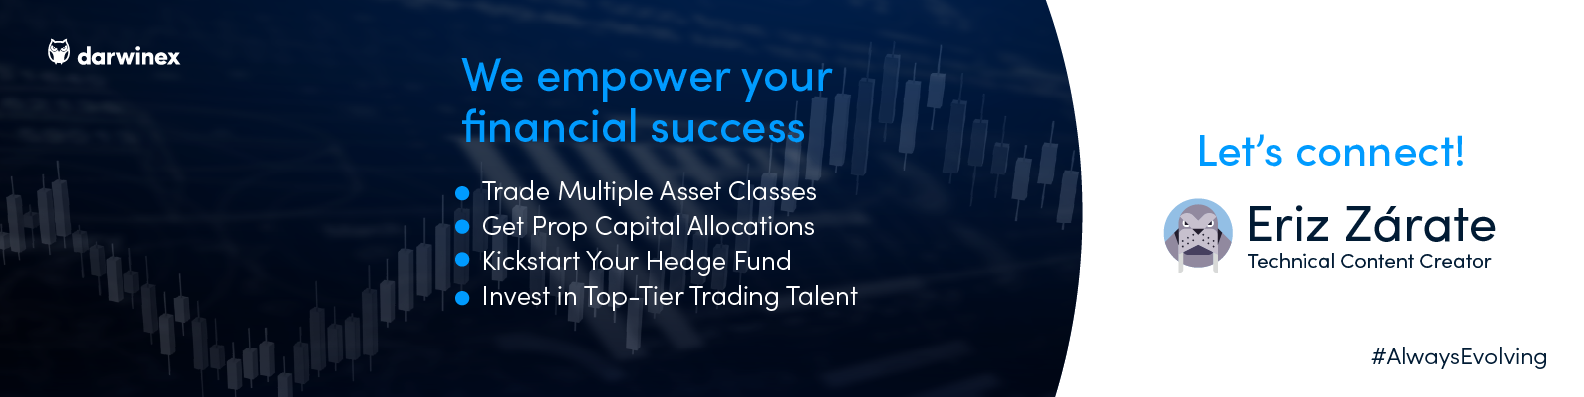 darwinex
We empower your
financial success
Trade Multiple Asset Classes
Get Prop Capital Allocations
Kickstart Your Hedge Fund
Invest in Top-Tier Trading Talent
Let's connect!
Eriz Zárate
Technical Content Creator
#AlwaysEvolving